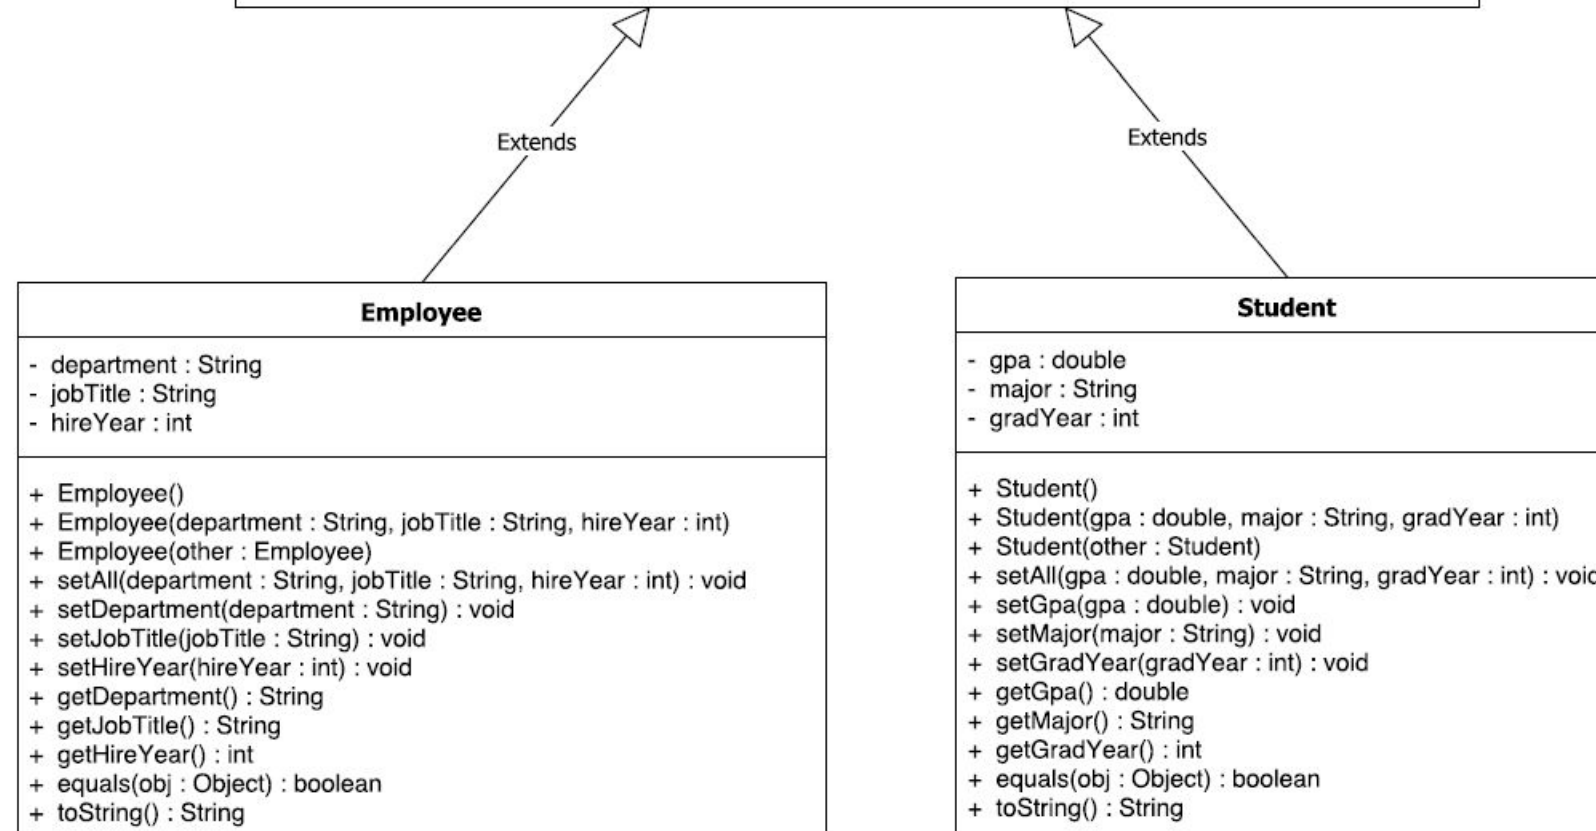 Extends
Extends
Employee
- department : String
- jobTitle : String
- hireYear : int
+ Employee()
+ Employee(department : String, jobTitle : String, hireYear : int)
+ Employee(other : Employee)
+ setAll(department : String, jobTitle : String, hireYear : int) : void
+ setDepartment(department : String) : void
+ setJobTitle(jobTitle : String) : void
+ setHireYear(hireYear : int) : void
+ getDepartment() : String
+ getJobTitle() : String
+ getHireYear() : int
+ equals(obj : Object) : boolean
+ toString() : String
Student
- gpa : double
- major : String
- gradYear : int
+ Student()
+ Student(gpa : double, major : String, gradYear : int)
+ Student(other : Student)
+ setAll(gpa : double, major : String, gradYear : int) : void
+ setGpa(gpa : double) : void
+ setMajor(major : String) : void
+ setGradYear(gradYear : int) : void
+ getGpa() : double
+ getMajor() : String
+ getGradYear() : int
+ equals(obj : Object) : boolean
+ toString() : String